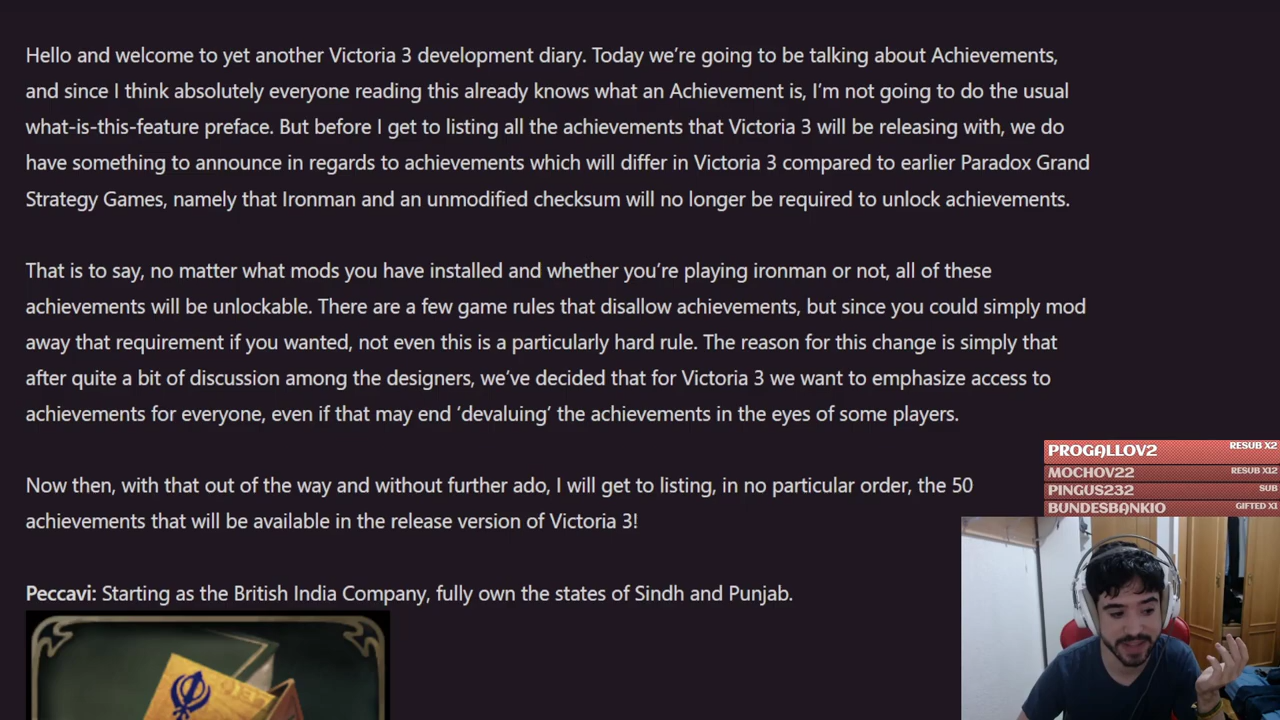 Hello and welcome to yet another Victoria 3 development diary. Today we’re going to be talking about Achievements,
and since I think absolutely everyone reading this already knows what an Achievement is, I’m not going to do the usual
what-is-this-feature preface. But before I get to listing all the achievements that Victoria 3 will be releasing with, we do
have something to announce in regards to achievements which will differ in Victoria 3 compared to earlier Paradox Grand
Strategy Games, namely that Ironman and an unmodified checksum will no longer be required to unlock achievements.
That is to say, no matter what mods you have installed and whether you’re playing ironman or not, all of these
achievements will be unlockable. There are a few game rules that disallow achievements, but since you could simply mod
away that requirement if you wanted, not even this is a particularly hard rule. The reason for this change is simply that
after quite a bit of discussion among the designers, we’ve decided that for Victoria 3 we want to emphasize access to
achievements for everyone, even if that may end ‘devaluing’ the achievements in the eyes of some players.
Now then, with that out of the way and without further ado, I will get to listing, in no particular order, the 50
achievements that will be available in the release version of Victoria 3!
Peccavi: Starting as the British India Company, fully own the states of Sindh and Punjab.
PROGALLOV2 RESUB X2
MOCHOV22 RESUB X12
PINGUS232 SUB
BUNDESBANKIO GIFTED X1